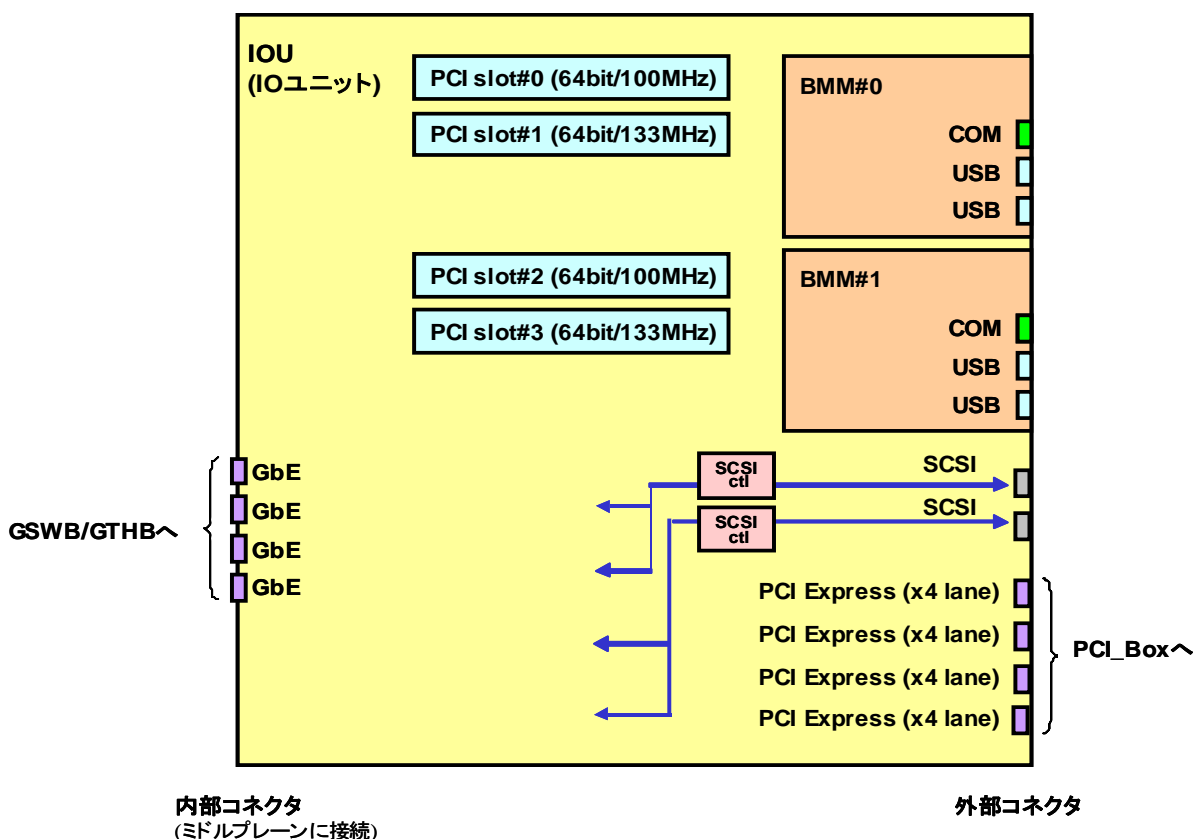 IOU
(IOユニット)
PCI slot#0 (64bit/100MHz)
PCI slot#1 (64bit/133MHz)
BMM#0
COM
USB
USB
PCI slot#2 (64bit/100MHz)
PCI slot#3 (64bit/133MHz)
BMM#1
COM
USB
USB
GSWB/GTHBへ
GbE
GbE
GbE
GbE
SCSI
ctl
SCSI
SCSI
ctl
SCSI
PCI Express (x4 lane)
PCI Express (x4 lane)
PCI Express (x4 lane)
PCI Express (x4 lane)
PCI_Boxへ
内部コネクタ
(ミドルプレーンに接続)
外部コネクタ